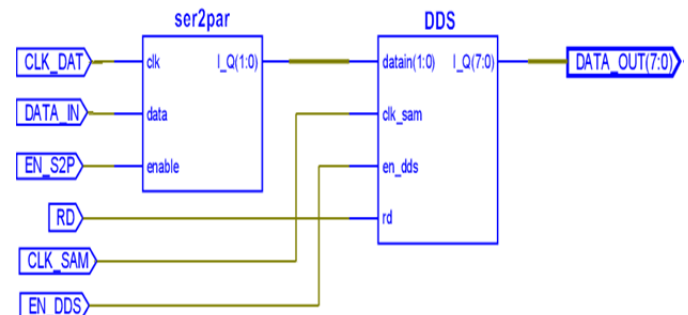 ser2par
DDS
CLK_DAT
clk
I_Q(1:0)
datain(1:0)
I_Q(7:0)
DATA_OUT(7:0)
DATA_IN
data
clk_sam
EN_S2P
enable
en_dds
RD
rd
CLK_SAM
EN_DDS